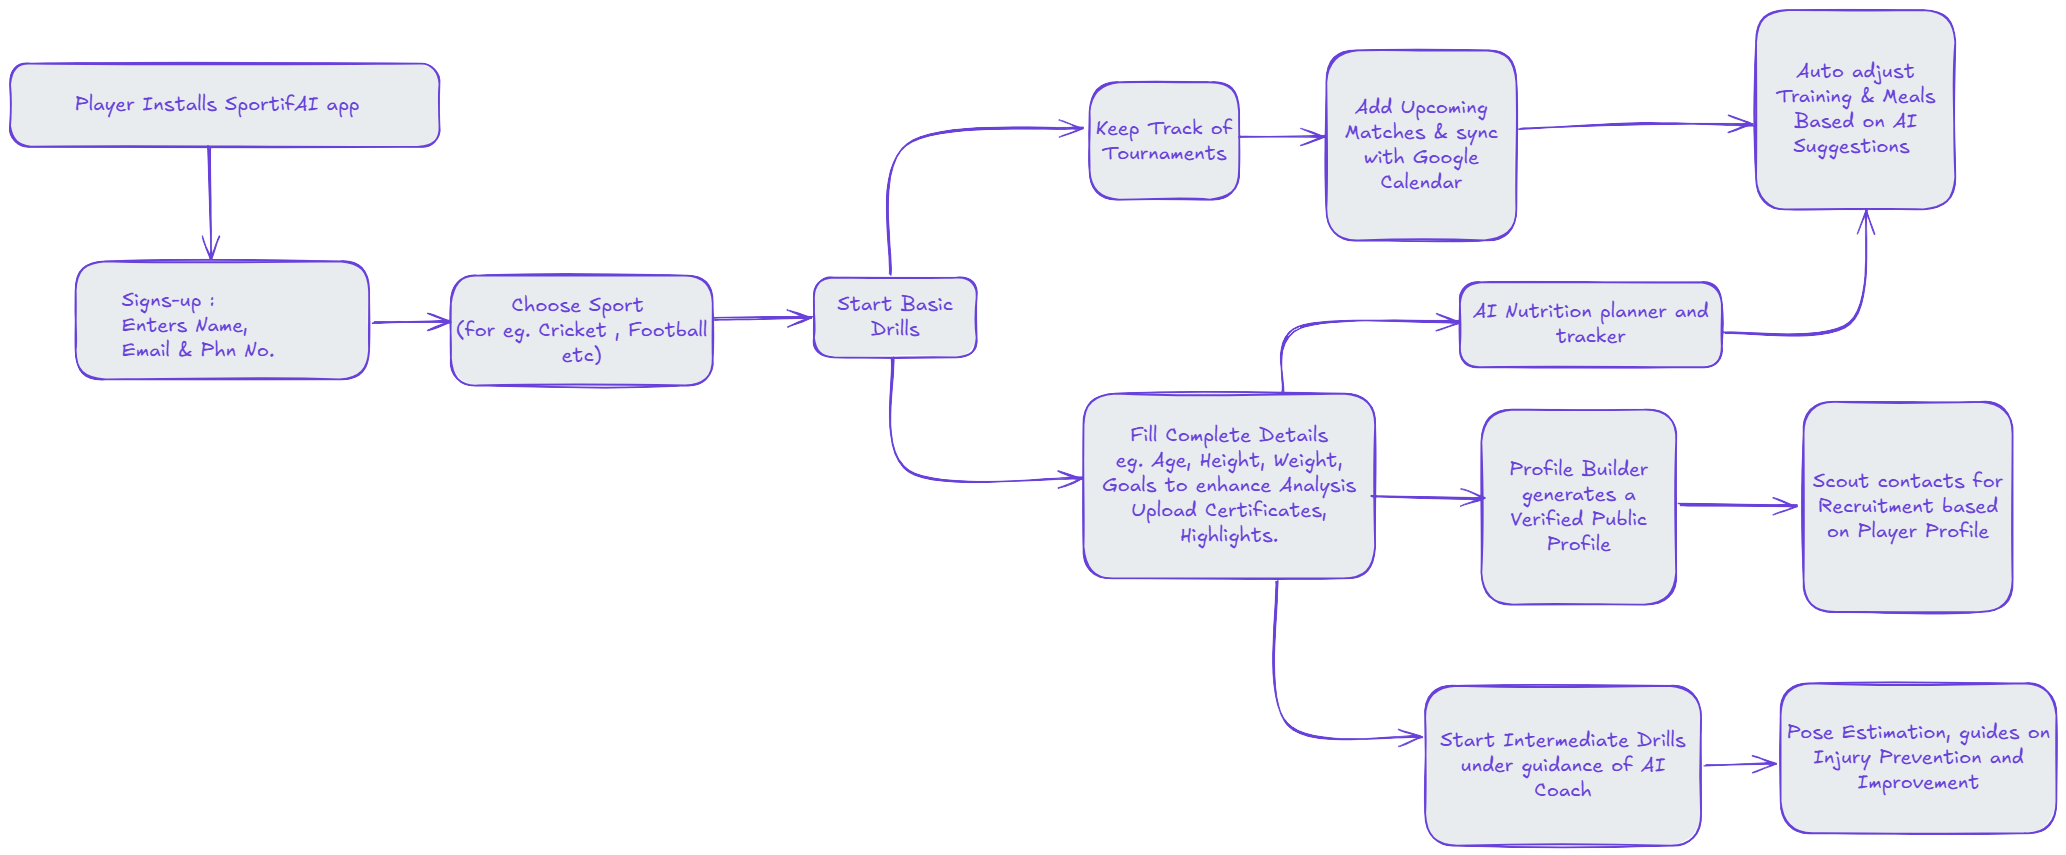 Player Installs SportifAI app
Signs-up :
Enters Name,
Email & Phn No.
Choose Sport
(for eg. Cricket , Football
etc)
Start Basic
Drills
Keep Track of
Tournaments
Add Upcoming
Matches & sync
with Google
Calendar
Auto adjust
Training & Meals
Based on AI
Suggestions
Fill Complete Details
eg. Age, Height, Weight,
Goals to enhance Analysis
Upload Certificates,
Highlights.
AI Nutrition planner and
tracker
Profile Builder
generates a
Verified Public
Profile
Scout contacts for
Recruitment based
on Player Profile
Start Intermediate Drills
under guidance of AI
Coach
Pose Estimation, guides on
Injury Prevention and
Improvement